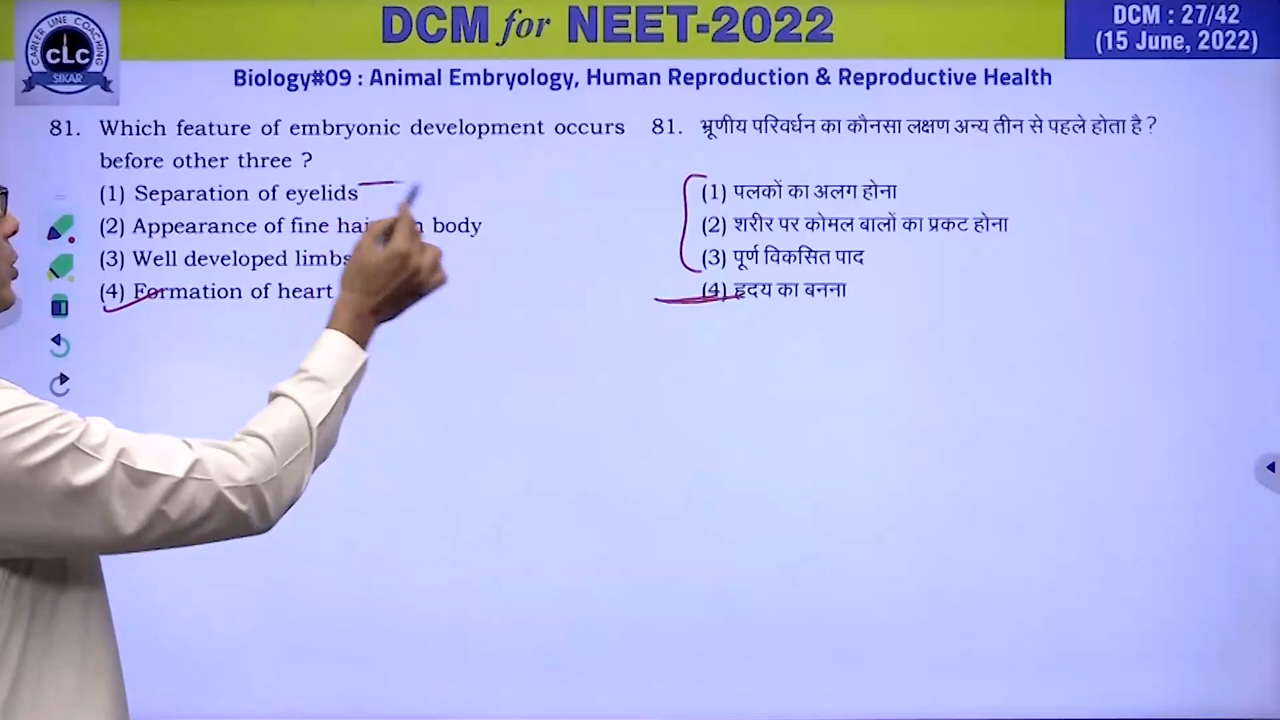 CAREER LINE COACHING
CLC
SIKAR
DCM for NEET-2022
DCM : 27/42
(15 June, 2022)
Biology#09 : Animal Embryology, Human Reproduction & Reproductive Health
81. Which feature of embryonic development occurs
before other three ?
(1) Separation of eyelids
(2) Appearance of fine body
(3) Well developed limbs
(4) Formation of heart
81. भ्रूणीय परिवर्धन का कौनसा लक्षण अन्य तीन से पहले होता है ?
(1) पलकों का अलग होना
(2) शरीर पर कोमल बालों का प्रकट होना
(3) पूर्ण विकसित पाद
(4) हृदय का बनना